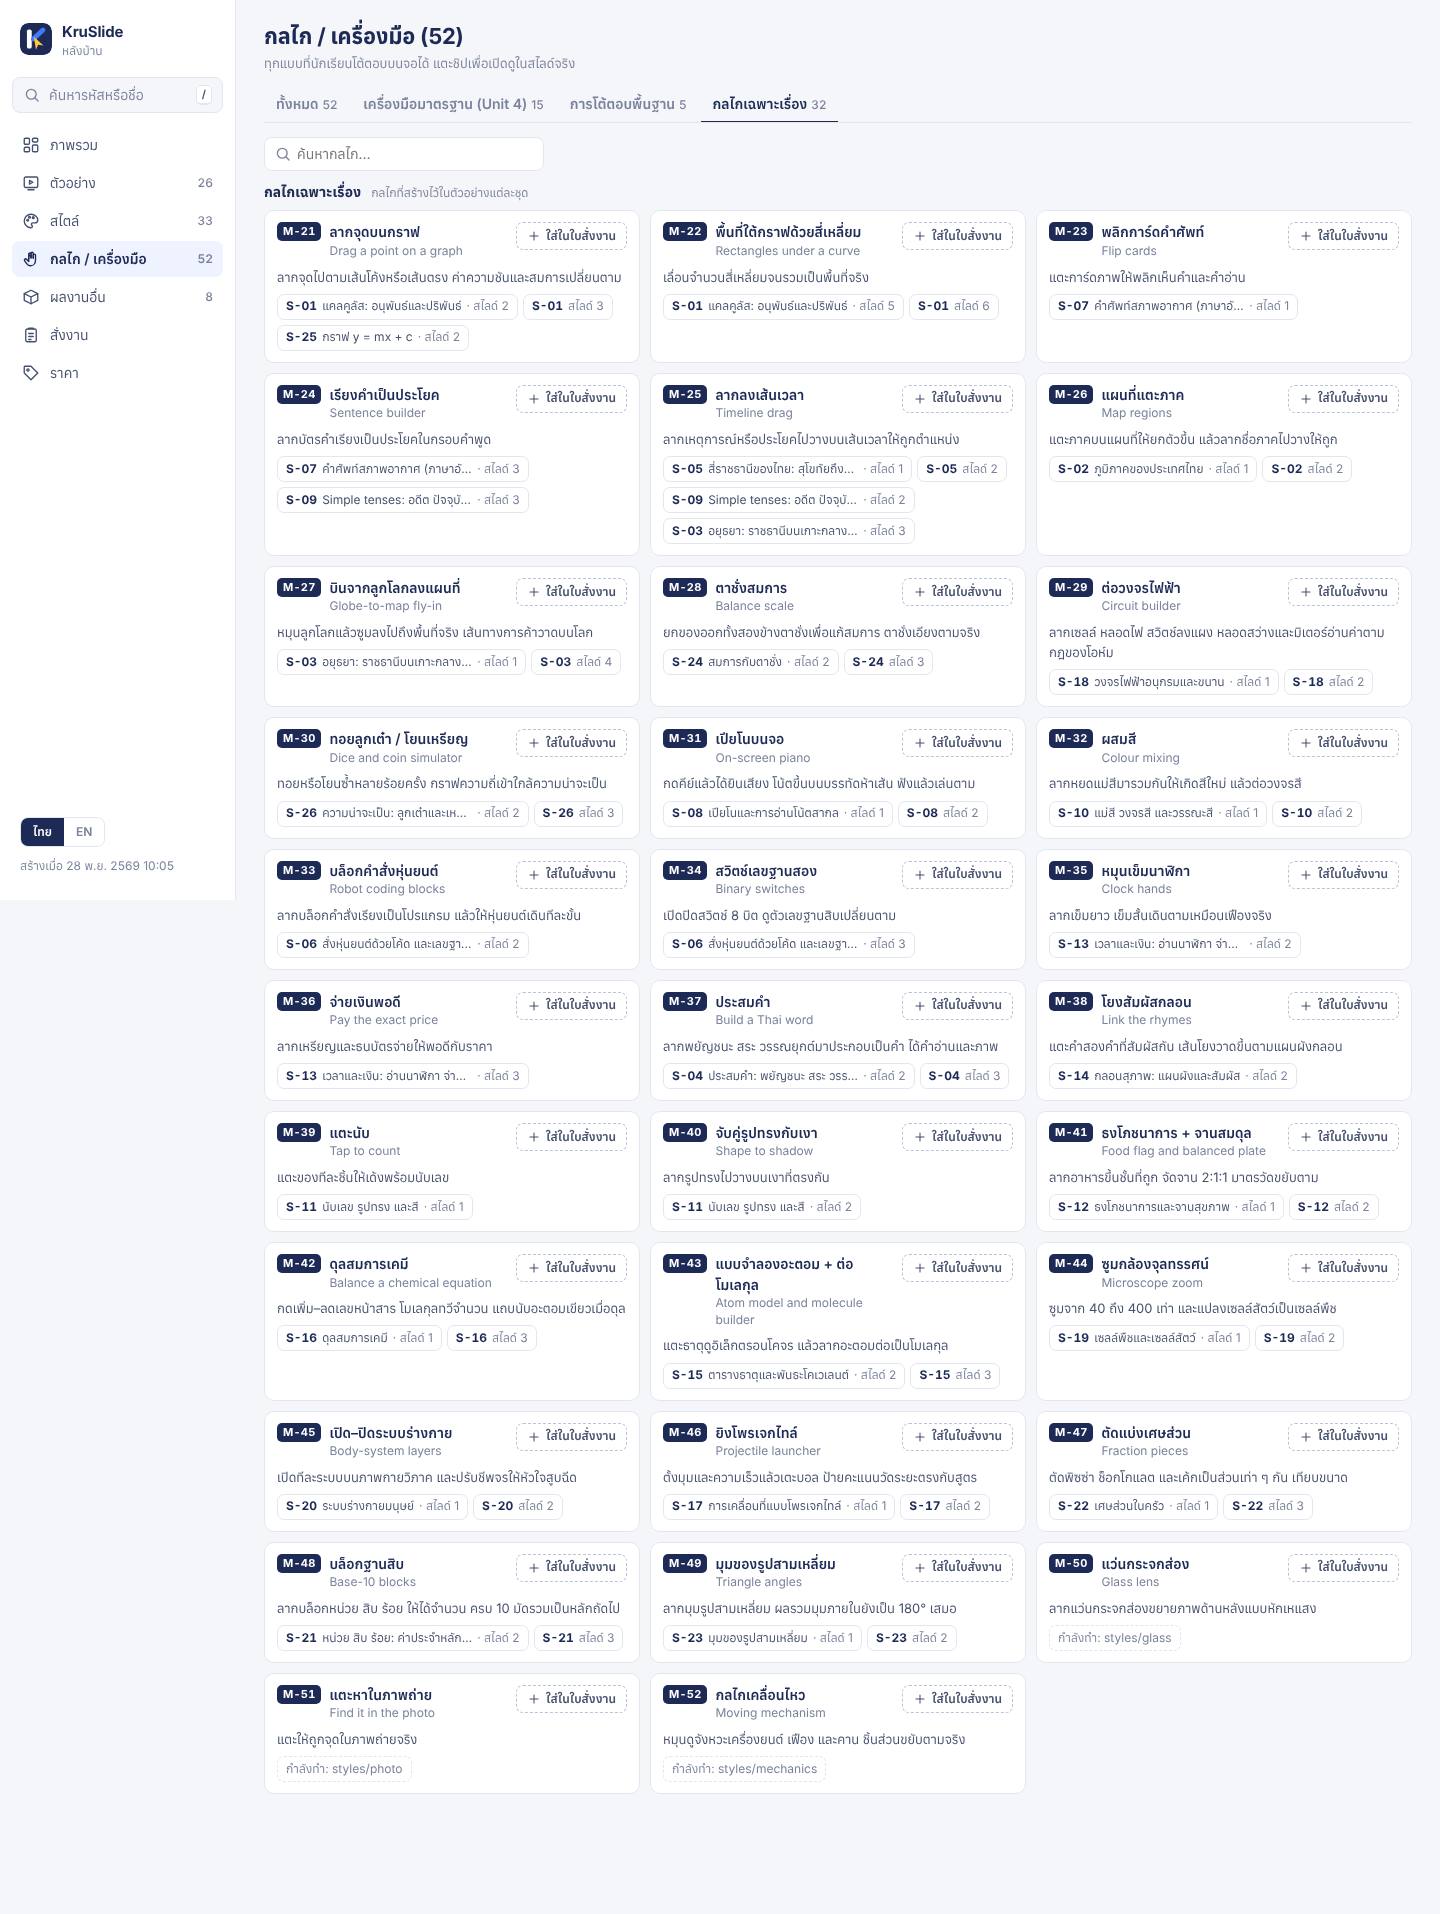 KruSlide
หลังบ้าน
ค้นหารหัสหรือชื่อ /
ภาพรวม
ตัวอย่าง 26
สไตล์ 33
กลไก / เครื่องมือ 52
ผลงานอื่น 8
สั่งงาน
ราคา
ไทย EN
สร้างเมื่อ 28 พ.ย. 2569 10:05
กลไก / เครื่องมือ (52)
ทุกแบบที่นักเรียนโต้ตอบบนจอได้ แตะชิปเพื่อเปิดดูในสไลด์จริง
ทั้งหมด 52 เครื่องมือมาตรฐาน (Unit 4) 15 การโต้ตอบพื้นฐาน 5 กลไกเฉพาะเรื่อง 32
ค้นหากลไก...
กลไกเฉพาะเรื่อง กลไกที่สร้างไว้ในตัวอย่างแต่ละชุด
M-21 ลากจุดบนกราฟ ใส่ในใบสั่งงาน
Drag a point on a graph
ลากจุดไปตามเส้นโค้งหรือเส้นตรง ค่าความชันและสมการเปลี่ยนตาม
S-01 แคลคูลัส: อนุพันธ์และปริพันธ์ · สไลด์ 2 S-01 สไลด์ 3
S-25 กราฟ y = mx + c · สไลด์ 2
M-22 พื้นที่ใต้กราฟด้วยสี่เหลี่ยม ใส่ในใบสั่งงาน
Rectangles under a curve
เลื่อนจำนวนสี่เหลี่ยมจนรวมเป็นพื้นที่จริง
S-01 แคลคูลัส: อนุพันธ์และปริพันธ์ · สไลด์ 5 S-01 สไลด์ 6
M-23 พลิกการ์ดคำศัพท์ ใส่ในใบสั่งงาน
Flip cards
แตะการ์ดภาพให้พลิกเห็นคำและคำอ่าน
S-07 คำศัพท์สภาพอากาศ (ภาษาอั... · สไลด์ 1
M-24 เรียงคำเป็นประโยค ใส่ในใบสั่งงาน
Sentence builder
ลากบัตรคำเรียงเป็นประโยคในกรอบคำพูด
S-07 คำศัพท์สภาพอากาศ (ภาษาอั... · สไลด์ 3
S-09 Simple tenses: อดีต ปัจจุบั... · สไลด์ 3
M-25 ลากลงเส้นเวลา ใส่ในใบสั่งงาน
Timeline drag
ลากเหตุการณ์หรือประโยคไปวางบนเส้นเวลาให้ถูกตำแหน่ง
S-05 สี่ราชธานีของไทย: สุโขทัยถึง... · สไลด์ 1 S-05 สไลด์ 2
S-09 Simple tenses: อดีต ปัจจุบั... · สไลด์ 2
S-03 อยุธยา: ราชธานีบนเกาะกลาง... · สไลด์ 3
M-26 แผนที่แตะภาค ใส่ในใบสั่งงาน
Map regions
แตะภาคบนแผนที่ให้ยกตัวขึ้น แล้วลากชื่อภาคไปวางให้ถูก
S-02 ภูมิภาคของประเทศไทย · สไลด์ 1 S-02 สไลด์ 2
M-27 บินจากลูกโลกลงแผนที่ ใส่ในใบสั่งงาน
Globe-to-map fly-in
หมุนลูกโลกแล้วซูมลงไปถึงพื้นที่จริง เส้นทางการค้าวาดบนโลก
S-03 อยุธยา: ราชธานีบนเกาะกลาง... · สไลด์ 1 S-03 สไลด์ 4
M-28 ตาชั่งสมการ ใส่ในใบสั่งงาน
Balance scale
ยกของออกทั้งสองข้างตาชั่งเพื่อแก้สมการ ตาชั่งเอียงตามจริง
S-24 สมการกับตาชั่ง · สไลด์ 2 S-24 สไลด์ 3
M-29 ต่อวงจรไฟฟ้า ใส่ในใบสั่งงาน
Circuit builder
ลากเซลล์ หลอดไฟ สวิตช์ลงแผง หลอดสว่างและมิเตอร์อ่านค่าตาม
กฎของโอห์ม
S-18 วงจรไฟฟ้าอนุกรมและขนาน · สไลด์ 1 S-18 สไลด์ 2
M-30 ทอยลูกเต๋า / โยนเหรียญ ใส่ในใบสั่งงาน
Dice and coin simulator
ทอยหรือโยนซ้ำหลายร้อยครั้ง กราฟความถี่เข้าใกล้ความน่าจะเป็น
S-26 ความน่าจะเป็น: ลูกเต๋าและเห... · สไลด์ 2 S-26 สไลด์ 3
M-31 เปียโนบนจอ ใส่ในใบสั่งงาน
On-screen piano
กดคีย์แล้วได้ยินเสียง โน้ตขึ้นบนบรรทัดห้าเส้น ฟังแล้วเล่นตาม
S-08 เปียโนและการอ่านโน้ตสากล · สไลด์ 1 S-08 สไลด์ 2
M-32 ผสมสี ใส่ในใบสั่งงาน
Colour mixing
ลากหยดแม่สีมารวมกันให้เกิดสีใหม่ แล้วต่อวงจรสี
S-10 แม่สี วงจรสี และวรรณะสี · สไลด์ 1 S-10 สไลด์ 2
M-33 บล็อกคำสั่งหุ่นยนต์ ใส่ในใบสั่งงาน
Robot coding blocks
ลากบล็อกคำสั่งเรียงเป็นโปรแกรม แล้วให้หุ่นยนต์เดินทีละขั้น
S-06 สั่งหุ่นยนต์ด้วยโค้ด และเลขฐา... · สไลด์ 2
M-34 สวิตช์เลขฐานสอง ใส่ในใบสั่งงาน
Binary switches
เปิดปิดสวิตช์ 8 บิต ดูตัวเลขฐานสิบเปลี่ยนตาม
S-06 สั่งหุ่นยนต์ด้วยโค้ด และเลขฐา... · สไลด์ 3
M-35 หมุนเข็มนาฬิกา ใส่ในใบสั่งงาน
Clock hands
ลากเข็มยาว เข็มสั้นเดินตามเหมือนเฟืองจริง
S-13 เวลาและเงิน: อ่านนาฬิกา จ่า... · สไลด์ 2
M-36 จ่ายเงินพอดี ใส่ในใบสั่งงาน
Pay the exact price
ลากเหรียญและธนบัตรจ่ายให้พอดีกับราคา
S-13 เวลาและเงิน: อ่านนาฬิกา จ่า... · สไลด์ 3
M-37 ประสมคำ ใส่ในใบสั่งงาน
Build a Thai word
ลากพยัญชนะ สระ วรรณยุกต์มาประกอบเป็นคำ ได้คำอ่านและภาพ
S-04 ประสมคำ: พยัญชนะ สระ วรร... · สไลด์ 2 S-04 สไลด์ 3
M-38 โยงสัมผัสกลอน ใส่ในใบสั่งงาน
Link the rhymes
แตะคำสองคำที่สัมผัสกัน เส้นโยงวาดขึ้นตามแผนผังกลอน
S-14 กลอนสุภาพ: แผนผังและสัมผัส · สไลด์ 2
M-39 แตะนับ ใส่ในใบสั่งงาน
Tap to count
แตะของทีละชิ้นให้เด้งพร้อมนับเลข
S-11 นับเลข รูปทรง และสี · สไลด์ 1
M-40 จับคู่รูปทรงกับเงา ใส่ในใบสั่งงาน
Shape to shadow
ลากรูปทรงไปวางบนเงาที่ตรงกัน
S-11 นับเลข รูปทรง และสี · สไลด์ 2
M-41 ธงโภชนาการ + จานสมดุล ใส่ในใบสั่งงาน
Food flag and balanced plate
ลากอาหารขึ้นชั้นที่ถูก จัดจาน 2:1:1 มาตรวัดขยับตาม
S-12 ธงโภชนาการและจานสุขภาพ · สไลด์ 1 S-12 สไลด์ 2
M-42 ดุลสมการเคมี ใส่ในใบสั่งงาน
Balance a chemical equation
กดเพิ่ม–ลดเลขหน้าสาร โมเลกุลทวีจำนวน แถบนับอะตอมเขียวเมื่อดุล
S-16 ดุลสมการเคมี · สไลด์ 1 S-16 สไลด์ 3
M-43 แบบจำลองอะตอม + ต่อ ใส่ในใบสั่งงาน
โมเลกุล
Atom model and molecule
builder
แตะธาตุดูอิเล็กตรอนโคจร แล้วลากอะตอมต่อเป็นโมเลกุล
S-15 ตารางธาตุและพันธะโคเวเลนต์ · สไลด์ 2 S-15 สไลด์ 3
M-44 ซูมกล้องจุลทรรศน์ ใส่ในใบสั่งงาน
Microscope zoom
ซูมจาก 40 ถึง 400 เท่า และแปลงเซลล์สัตว์เป็นเซลล์พืช
S-19 เซลล์พืชและเซลล์สัตว์ · สไลด์ 1 S-19 สไลด์ 2
M-45 เปิด–ปิดระบบร่างกาย ใส่ในใบสั่งงาน
Body-system layers
เปิดทีละระบบบนภาพกายวิภาค และปรับชีพจรให้หัวใจสูบฉีด
S-20 ระบบร่างกายมนุษย์ · สไลด์ 1 S-20 สไลด์ 2
M-46 ยิงโพรเจกไทล์ ใส่ในใบสั่งงาน
Projectile launcher
ตั้งมุมและความเร็วแล้วเตะบอล ป้ายคะแนนวัดระยะตรงกับสูตร
S-17 การเคลื่อนที่แบบโพรเจกไทล์ · สไลด์ 1 S-17 สไลด์ 2
M-47 ตัดแบ่งเศษส่วน ใส่ในใบสั่งงาน
Fraction pieces
ตัดพิซซ่า ช็อกโกแลต และเค้กเป็นส่วนเท่า ๆ กัน เทียบขนาด
S-22 เศษส่วนในครัว · สไลด์ 1 S-22 สไลด์ 3
M-48 บล็อกฐานสิบ ใส่ในใบสั่งงาน
Base-10 blocks
ลากบล็อกหน่วย สิบ ร้อย ให้ได้จำนวน ครบ 10 มัดรวมเป็นหลักถัดไป
S-21 หน่วย สิบ ร้อย: ค่าประจำหลัก... · สไลด์ 2 S-21 สไลด์ 3
M-49 มุมของรูปสามเหลี่ยม ใส่ในใบสั่งงาน
Triangle angles
ลากมุมรูปสามเหลี่ยม ผลรวมมุมภายในยังเป็น 180° เสมอ
S-23 มุมของรูปสามเหลี่ยม · สไลด์ 1 S-23 สไลด์ 2
M-50 แว่นกระจกส่อง ใส่ในใบสั่งงาน
Glass lens
ลากแว่นกระจกส่องขยายภาพด้านหลังแบบหักเหแสง
กำลังทำ: styles/glass
M-51 แตะหาในภาพถ่าย ใส่ในใบสั่งงาน
Find it in the photo
แตะให้ถูกจุดในภาพถ่ายจริง
กำลังทำ: styles/photo
M-52 กลไกเคลื่อนไหว ใส่ในใบสั่งงาน
Moving mechanism
หมุนดูจังหวะเครื่องยนต์ เฟือง และคาน ชิ้นส่วนขยับตามจริง
กำลังทำ: styles/mechanics